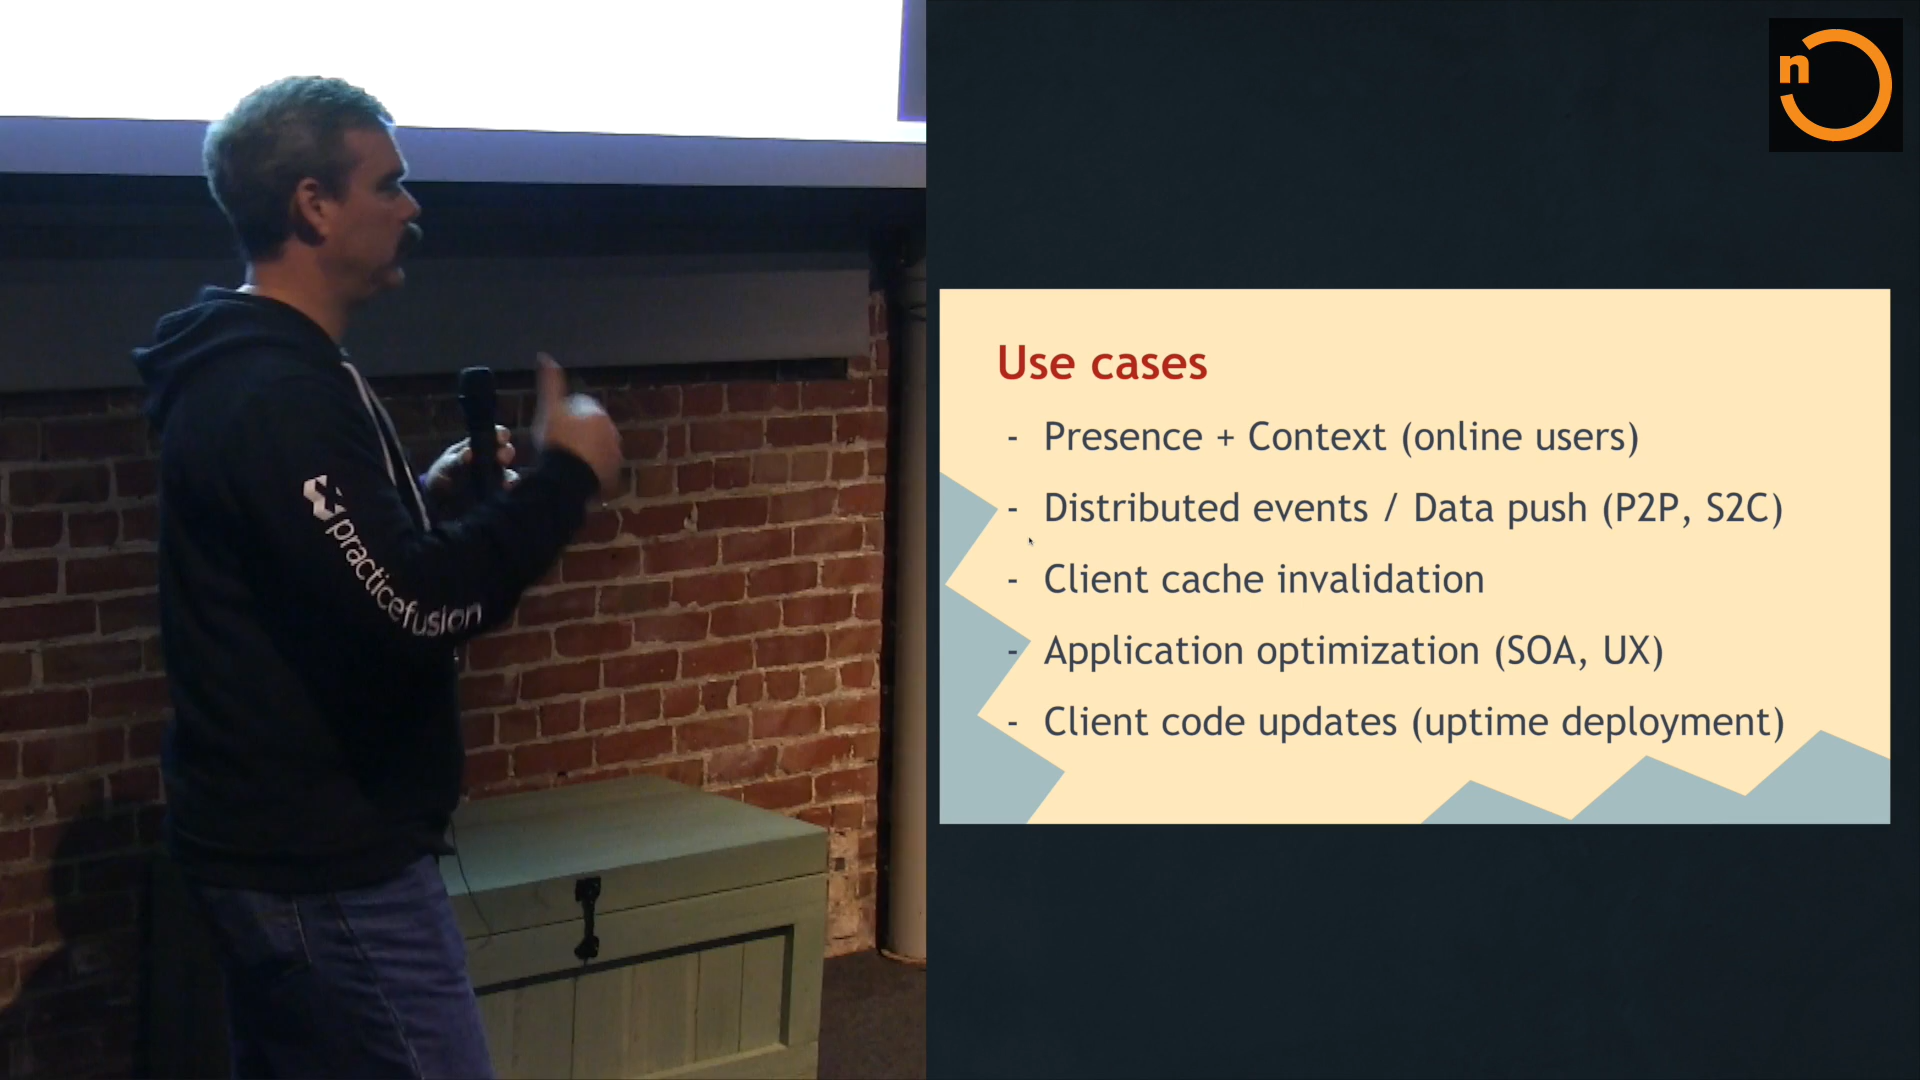 n
Use cases
- Presence + Context (online users)
- Distributed events / Data push (P2P, S2C)
- Client cache invalidation
- Application optimization (SOA, UX)
- Client code updates (uptime deployment)
practicefusion